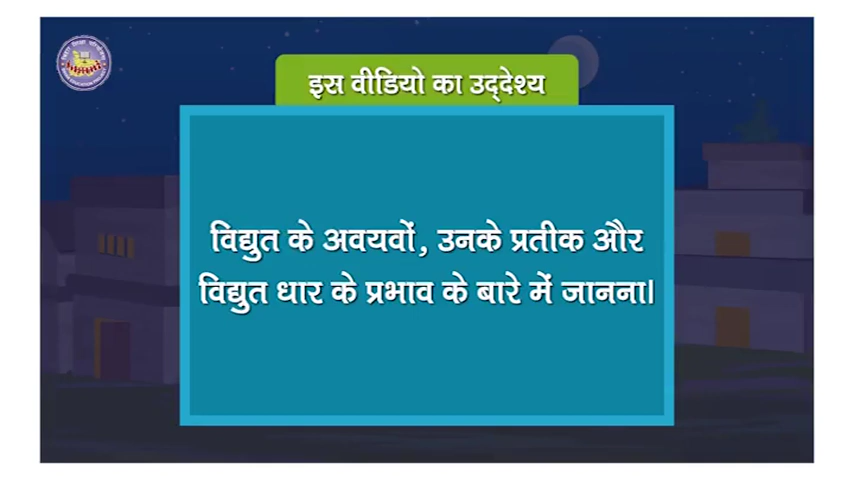 इस वीडियो का उद्देश्य
विद्युत के अवयवों, उनके प्रतीक और
विद्युत धार के प्रभाव के बारे में जानना।